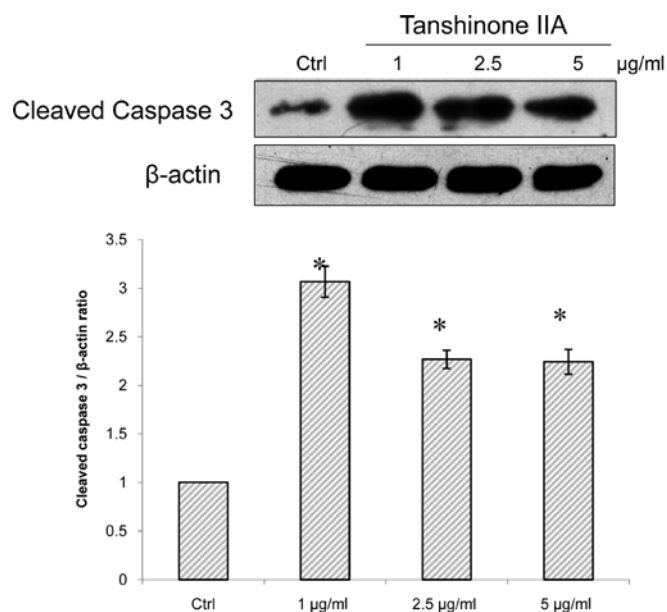 Tanshinone IIA
Ctrl 1 2.5 5 µg/ml
Cleaved Caspase 3
β-actin
Cleaved caspase 3 / β-actin ratio
3.5
3
2.5
2
1.5
1
0.5
0
* * *
Ctrl 1 µg/ml 2.5 µg/ml 5 µg/ml